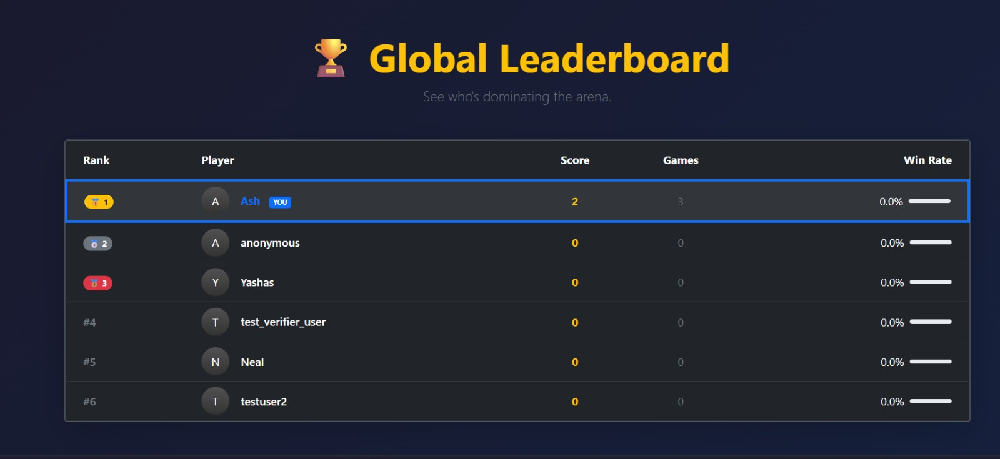 Global Leaderboard
See who's dominating the arena.
Rank Player Score Games Win Rate
1 A Ash YOU 2 3 0.0%
2 A anonymous 0 0 0.0%
3 Y Yashas 0 0 0.0%
#4 T test_verifier_user 0 0 0.0%
#5 N Neal 0 0 0.0%
#6 T testuser2 0 0 0.0%